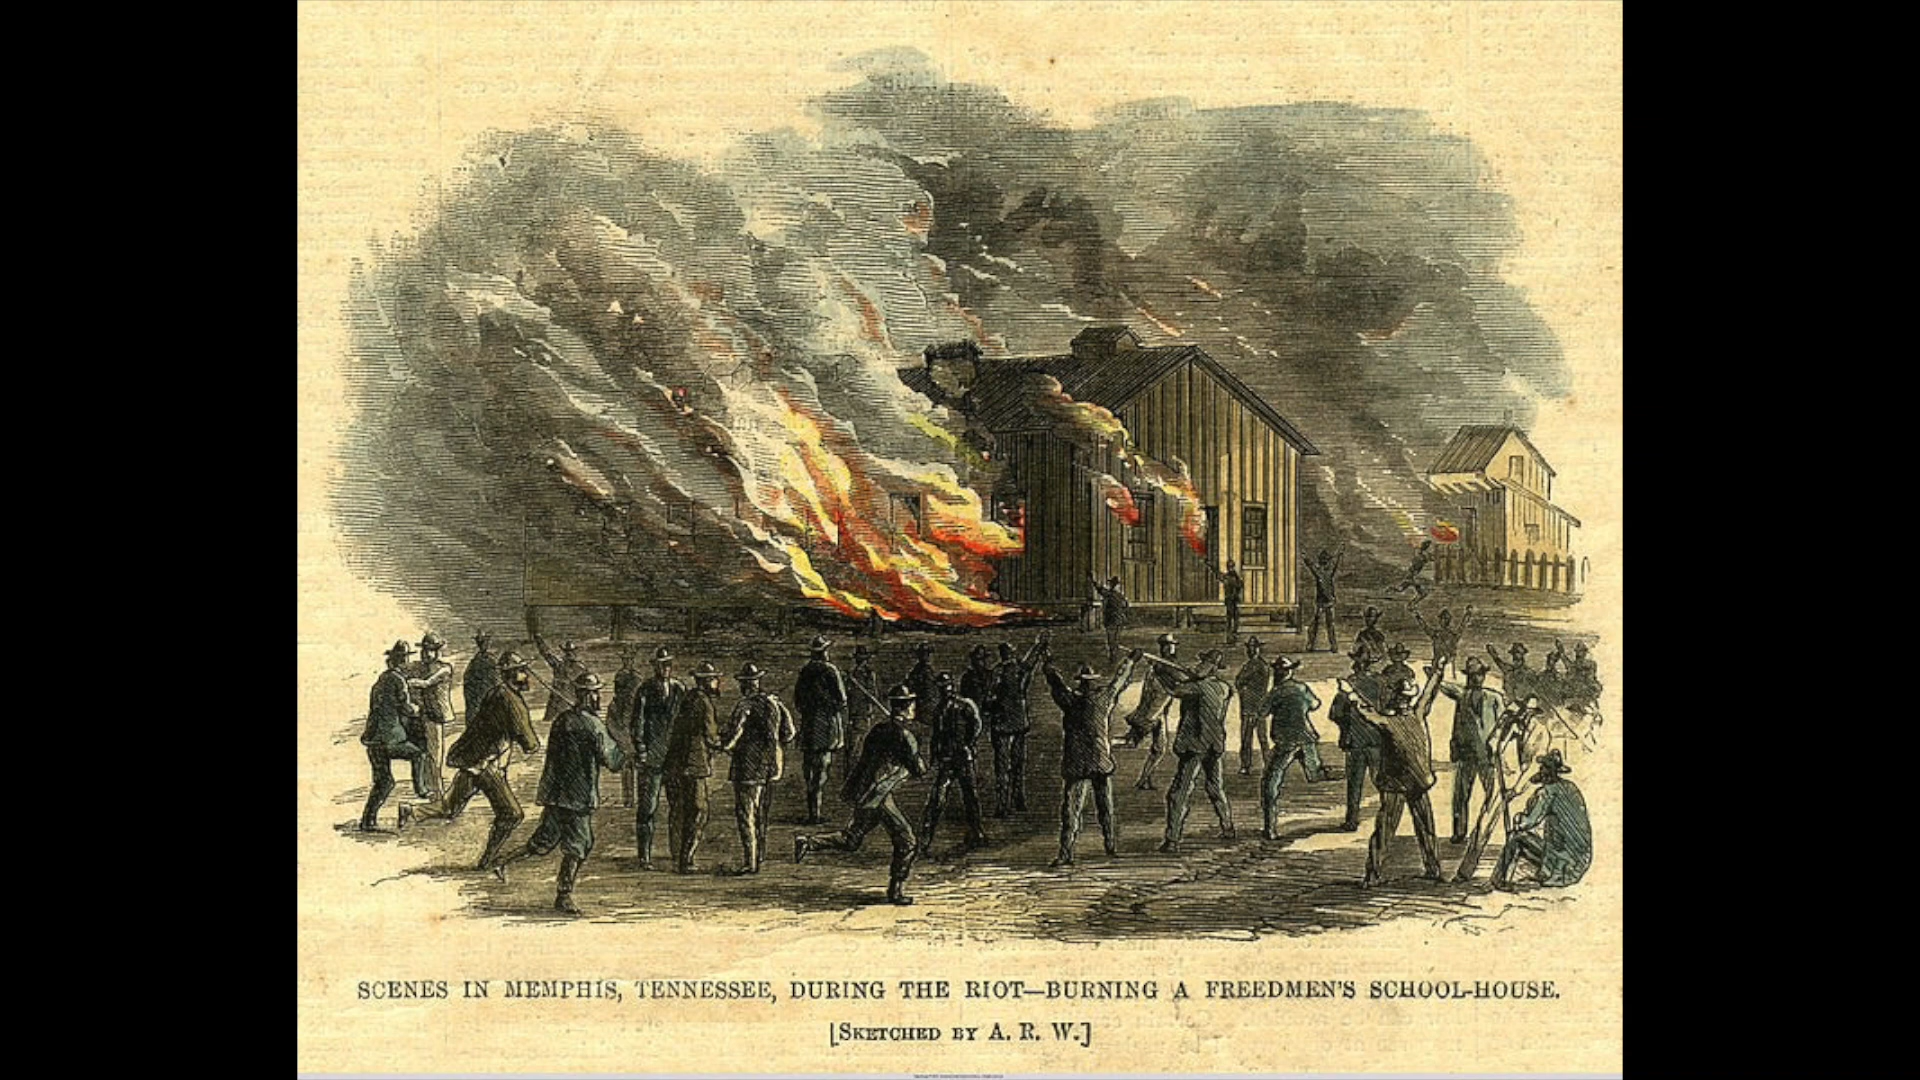 SCENES IN MEMPHIS, TENNESSEE, DURING THE RIOT—BURNING A FREEDMEN'S SCHOOL-HOUSE.
[SKETCHED BY A. R. W.]